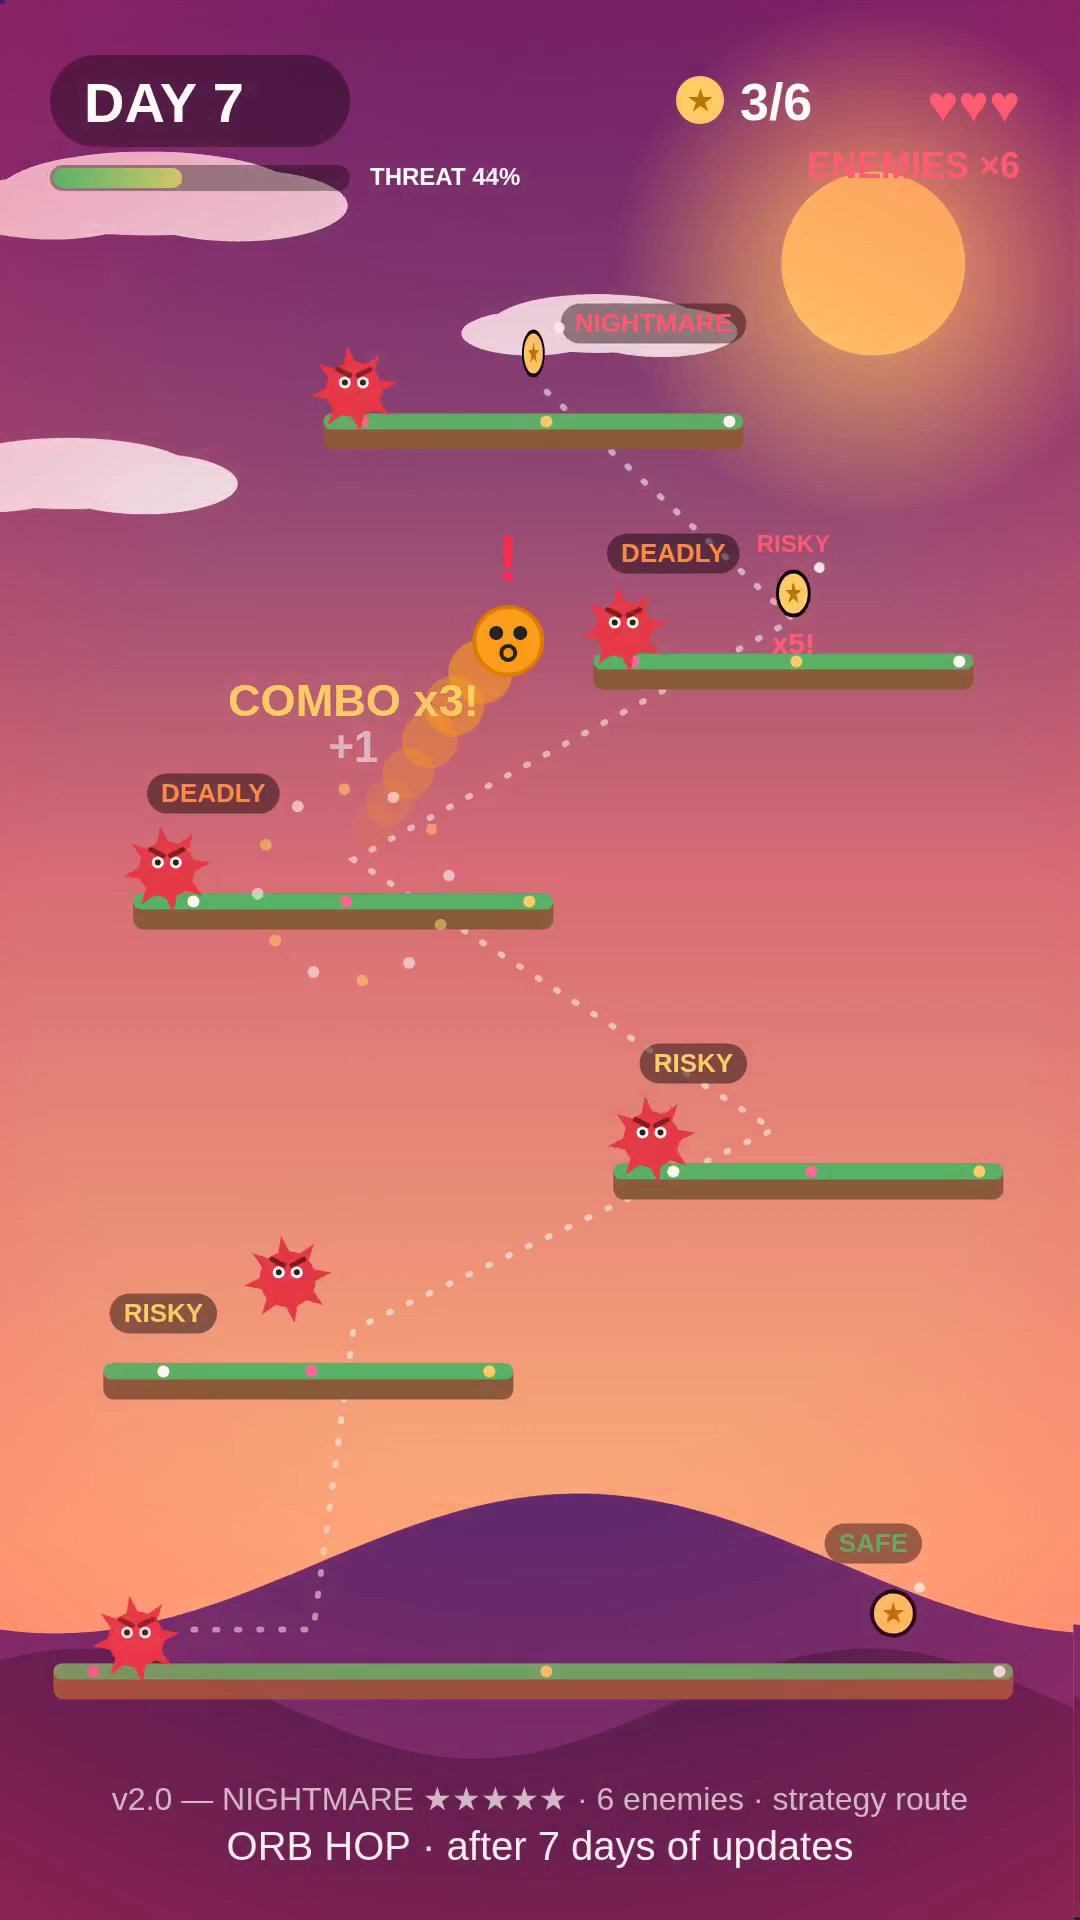 DAY 7
3/6
♥♥♥
THREAT 44%
ENEMIES ×6
NIGHTMARE
!
DEADLY
RISKY
x5!
COMBO x3!
+1
DEADLY
RISKY
RISKY
SAFE
v2.0 — NIGHTMARE ★★★★★ · 6 enemies · strategy route
ORB HOP · after 7 days of updates